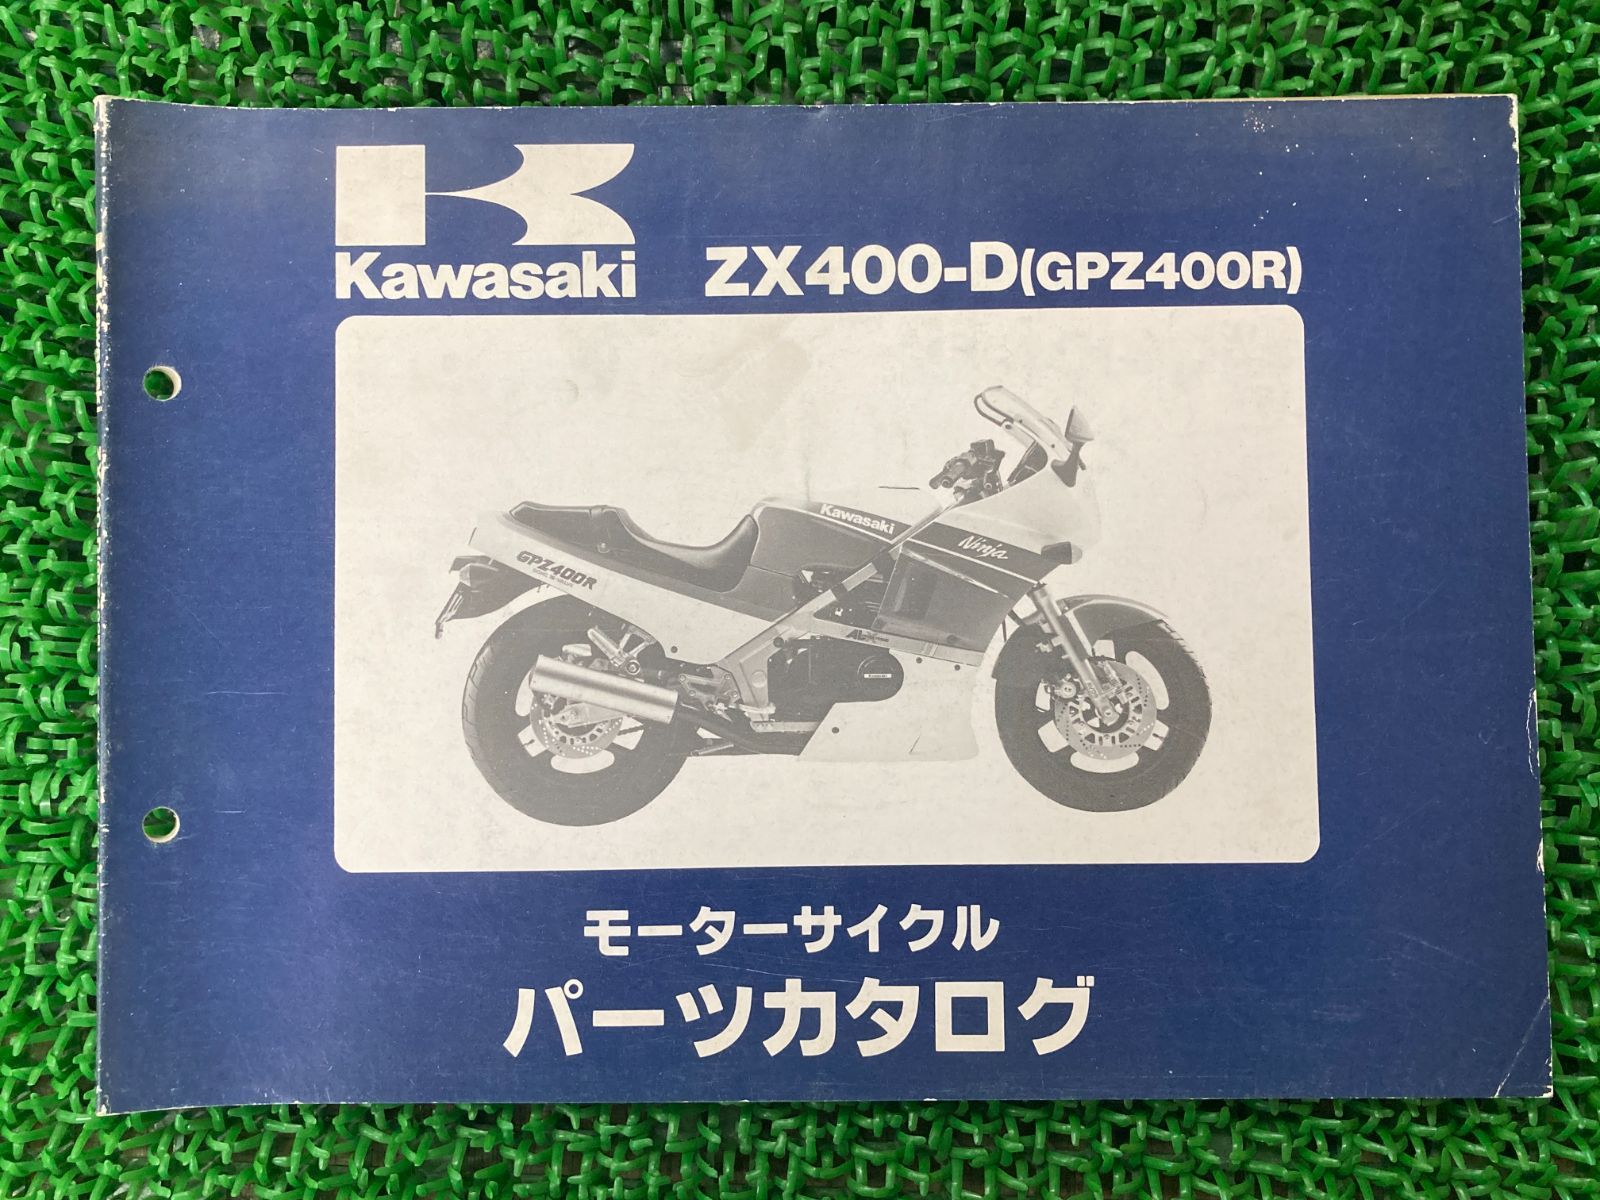 Kawasaki
ZX400-D(GPZ400R)
Kawasaki
Ninja
GPZ400R
モーターサイクル
パーツカタログ